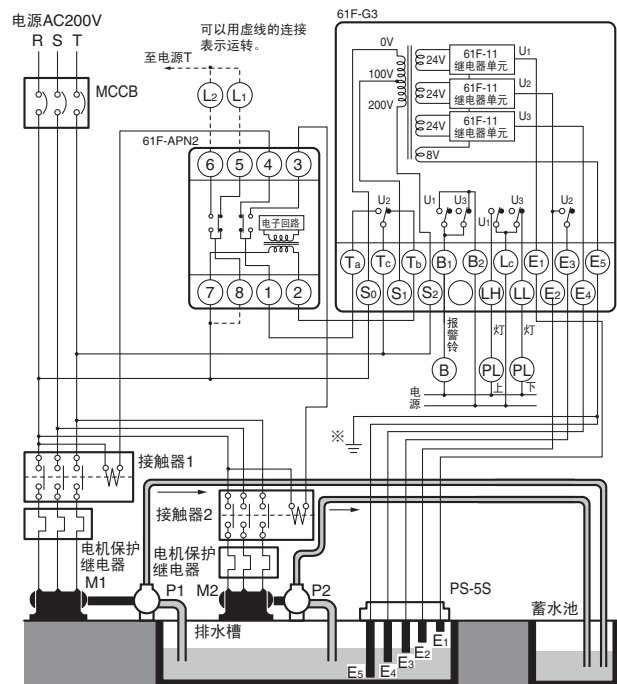 电源AC200V
R S T
MCCB
可以用虚线的连接
表示运转。
至电源T
L2
L1
61F-APN2
6
5
4
3
电子回路
7
8
1
2
61F-G3
0V
100V
200V
24V
61F-11
继电器单元
U1
24V
61F-11
继电器单元
U2
24V
61F-11
继电器单元
U3
8V
U2
U1
U3
U1
U3
U2
Ta
Tc
Tb
B1
B2
Lc
E1
E3
E5
S0
S1
S2
LH
LL
E2
E4
报警铃
灯
灯
B
PL
上
PL
下
电源
※
接触器1
电机保护
继电器
M1
P1
接触器2
电机保护
继电器
M2
P2
PS-5S
蓄水池
排水槽
E5
E4
E3
E2
E1